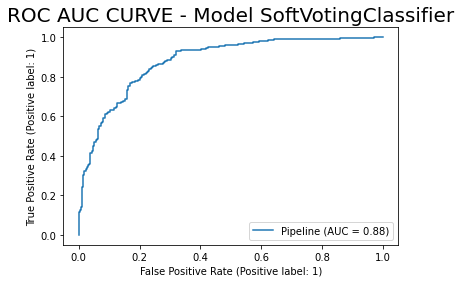 ROC AUC CURVE - Model SoftVotingClassifier
True Positive Rate (Positive label: 1)
1.0
0.8
0.6
0.4
0.2
0.0
Pipeline (AUC = 0.88)
0.0 0.2 0.4 0.6 0.8 1.0
False Positive Rate (Positive label: 1)